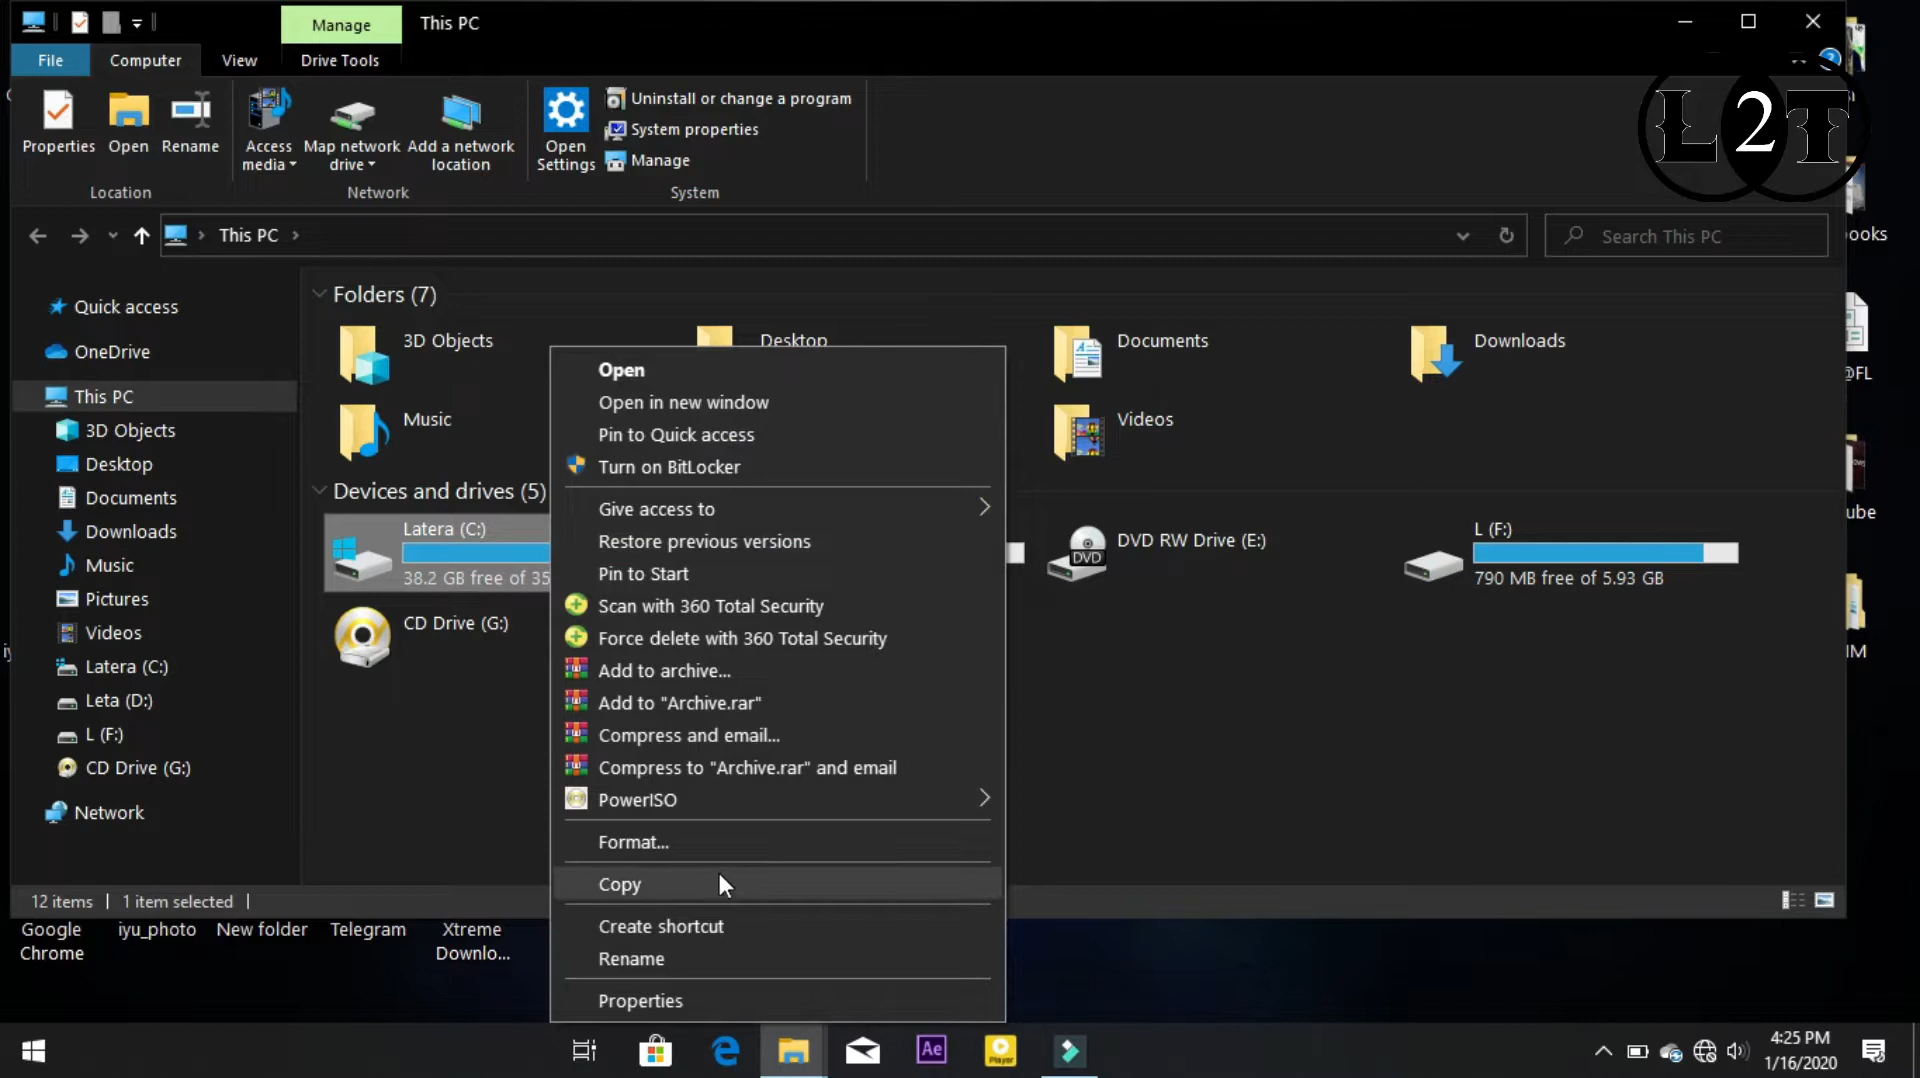 Manage
This PC
File
Computer
View
Drive Tools
Properties
Open
Rename
Access media
Map network drive
Add a network location
Open Settings
Uninstall or change a program
System properties
Manage
Location
Network
System
L2T
This PC
Search This PC
ooks
Quick access
OneDrive
This PC
3D Objects
Desktop
Documents
Downloads
Music
Pictures
Videos
Latera (C:)
Leta (D:)
L (F:)
CD Drive (G:)
Network
Folders (7)
3D Objects
Desktop
Documents
Downloads
Music
Videos
Devices and drives (5)
Latera (C:)
38.2 GB free of 35
DVD RW Drive (E:)
DVD
L (F:)
790 MB free of 5.93 GB
CD Drive (G:)
Open
Open in new window
Pin to Quick access
Turn on BitLocker
Give access to
Restore previous versions
Pin to Start
Scan with 360 Total Security
Force delete with 360 Total Security
Add to archive...
Add to "Archive.rar"
Compress and email...
Compress to "Archive.rar" and email
PowerISO
Format...
Copy
Create shortcut
Rename
Properties
@FL
ube
IM
12 items
1 item selected
Google Chrome
iyu_photo
New folder
Telegram
Xtreme Downlo...
Ae
Player
4:25 PM
1/16/2020